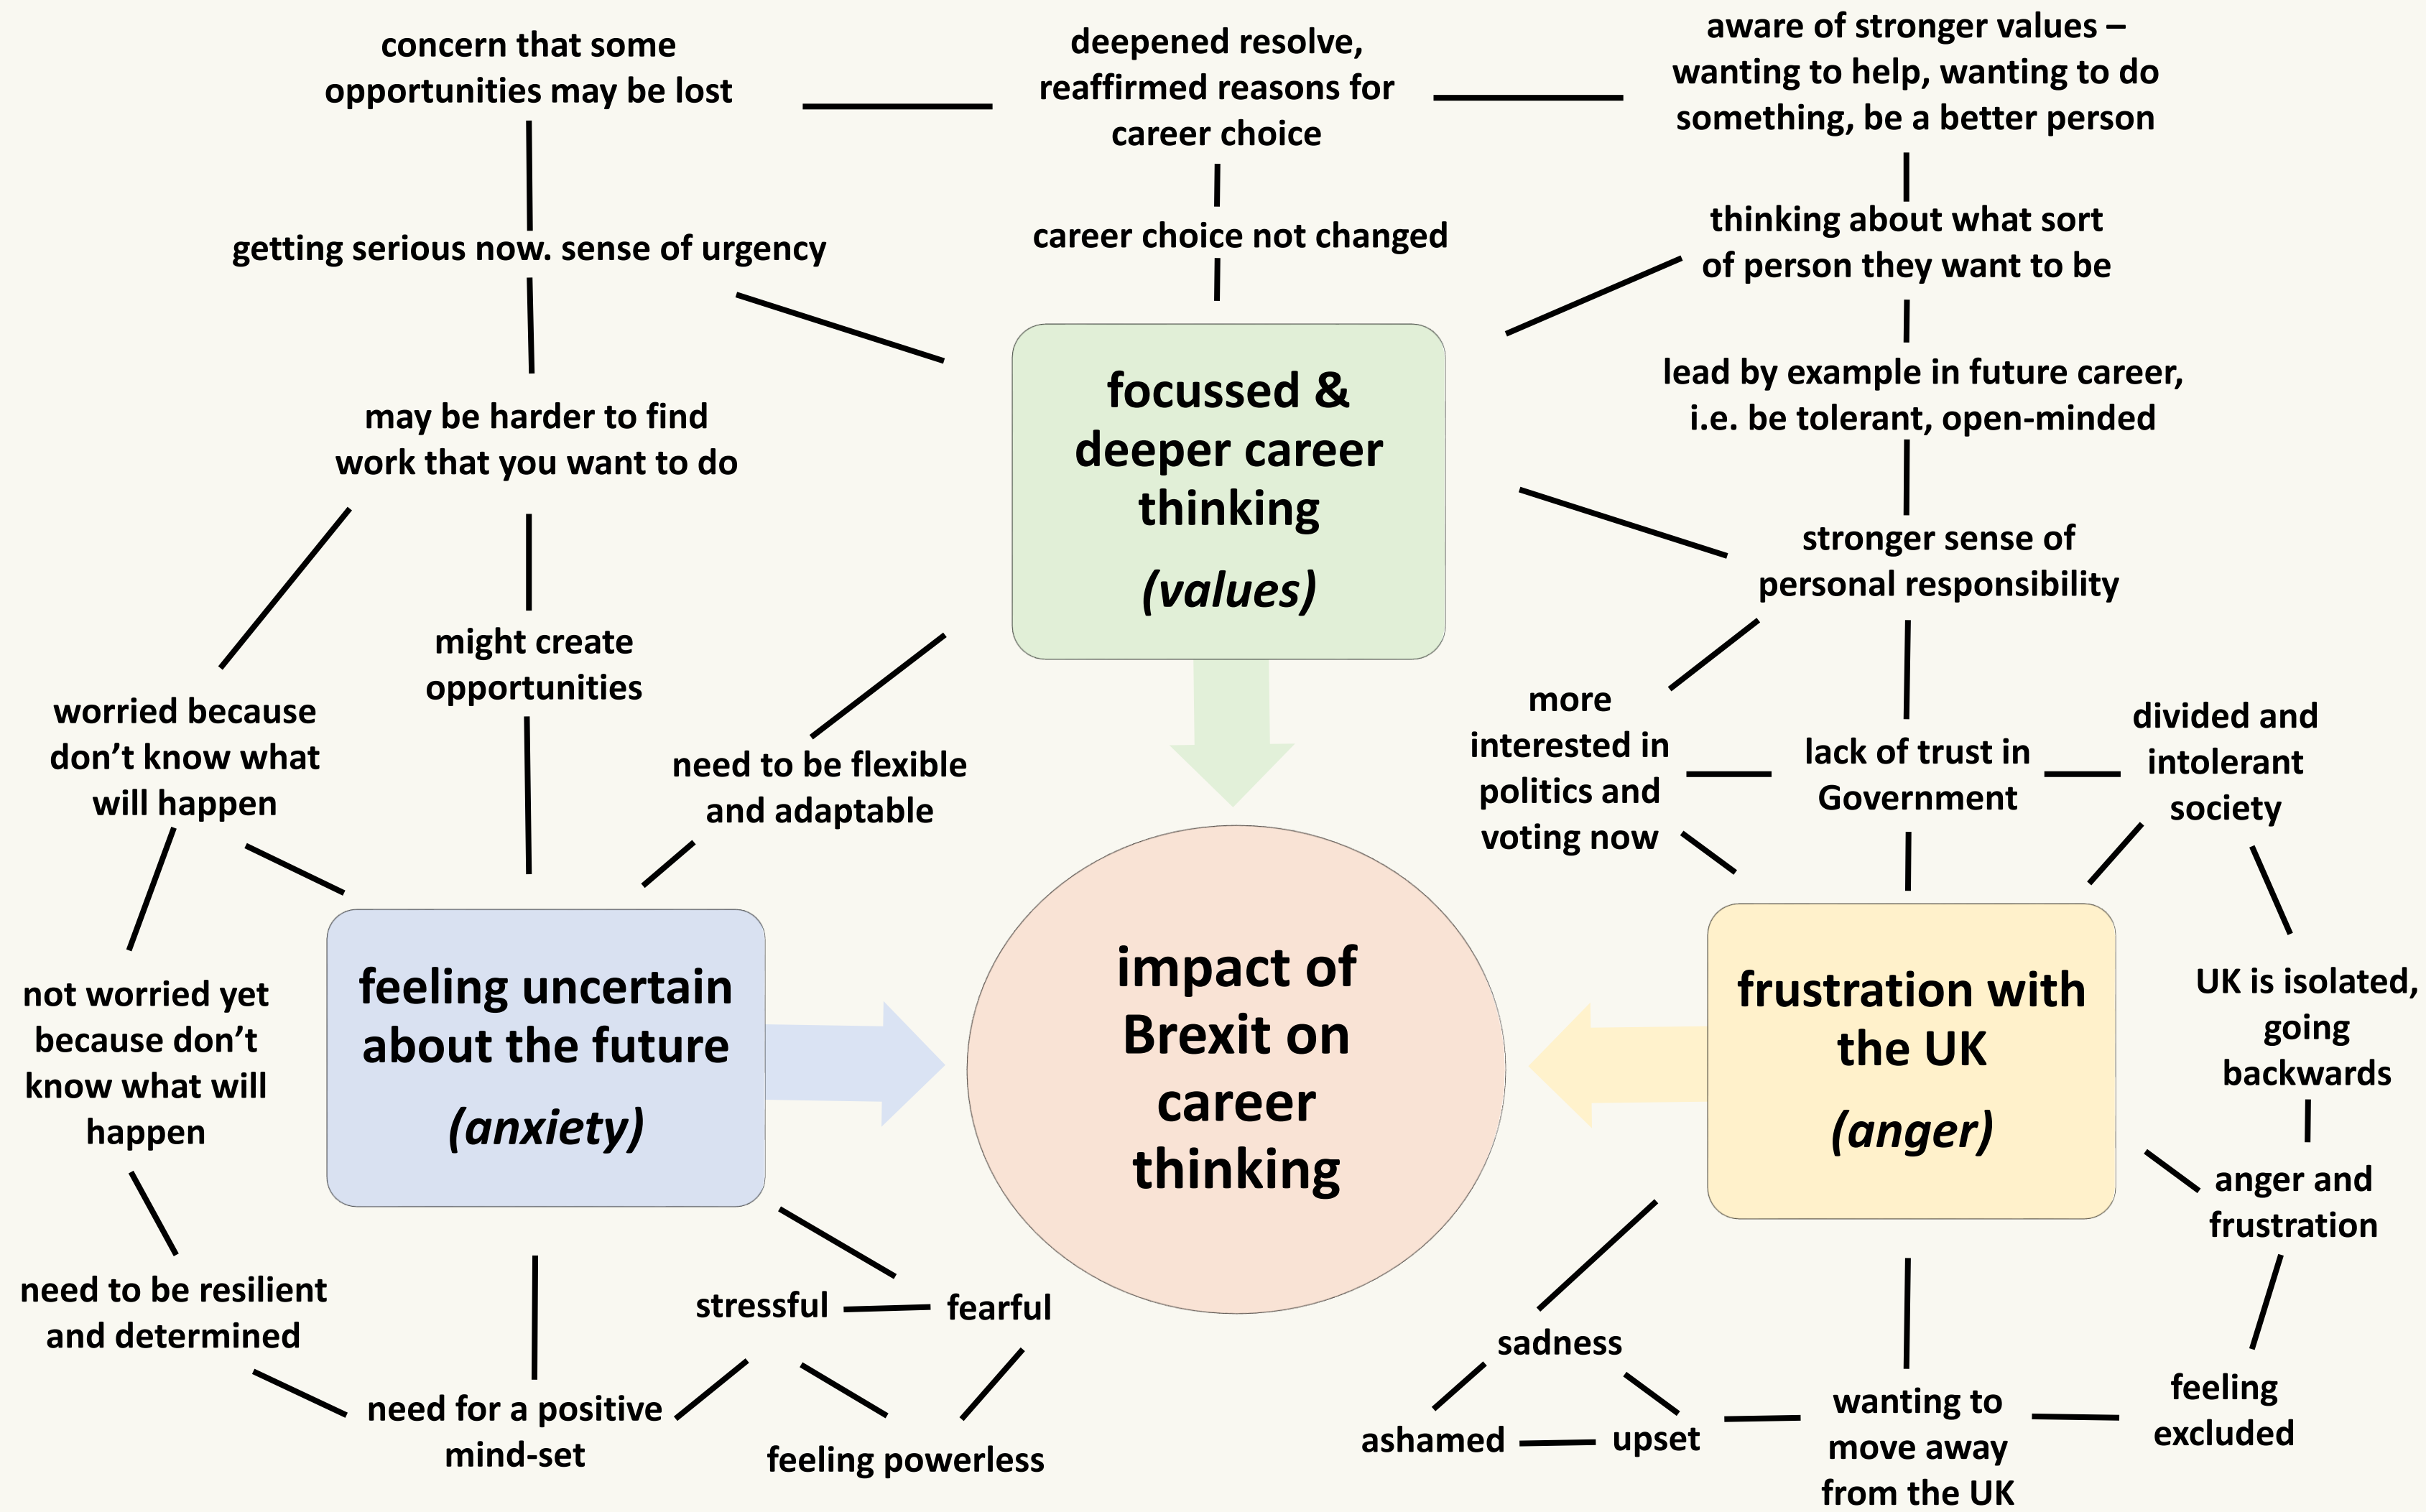 concern that some
opportunities may be lost
deepened resolve,
reaffirmed reasons for
career choice
aware of stronger values –
wanting to help, wanting to do
something, be a better person
getting serious now. sense of urgency
career choice not changed
thinking about what sort
of person they want to be
may be harder to find
work that you want to do
focussed &
deeper career
thinking
(values)
lead by example in future career,
i.e. be tolerant, open-minded
stronger sense of
personal responsibility
might create
opportunities
worried because
don’t know what
will happen
need to be flexible
and adaptable
more
interested in
politics and
voting now
lack of trust in
Government
divided and
intolerant
society
feeling uncertain
about the future
(anxiety)
impact of
Brexit on
career
thinking
frustration with
the UK
(anger)
UK is isolated,
going
backwards
not worried yet
because don’t
know what will
happen
anger and
frustration
need to be resilient
and determined
stressful
fearful
sadness
need for a positive
mind-set
feeling powerless
ashamed
upset
wanting to
move away
from the UK
feeling
excluded